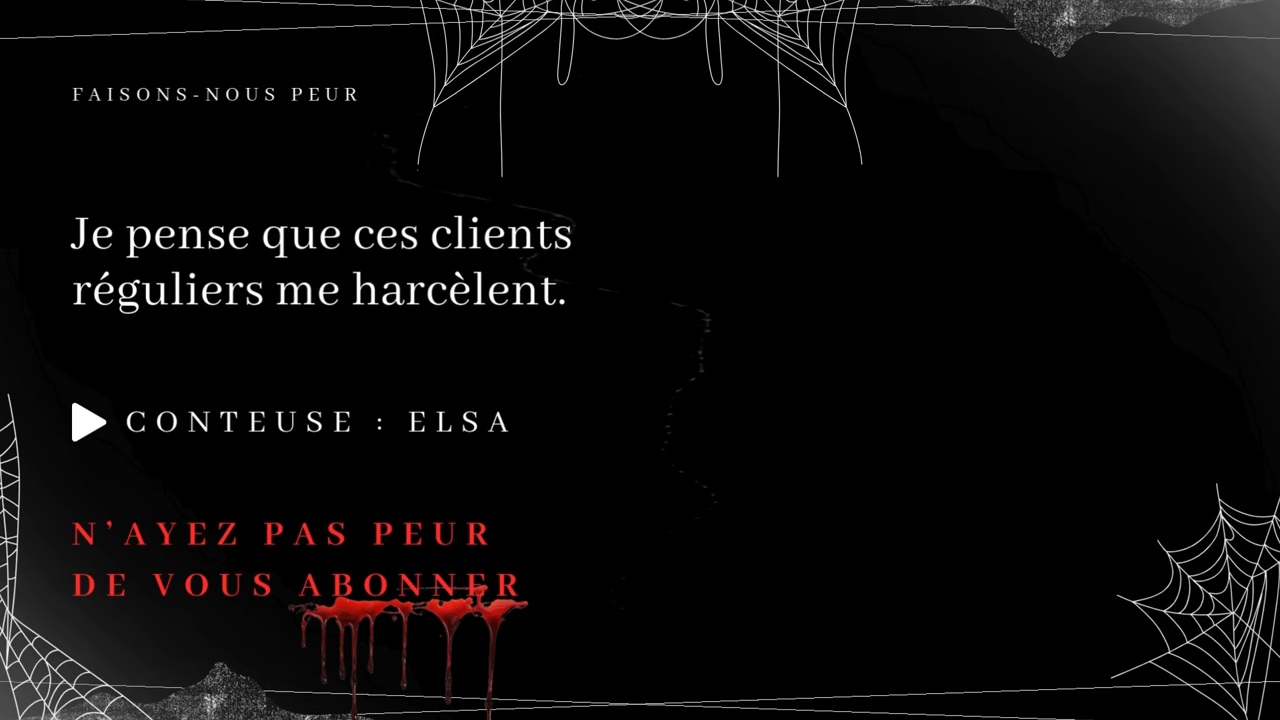 FAISONS-NOUS PEUR
Je pense que ces clients
réguliers me harcèlent.
CONTEUSE : ELSA
N'AYEZ PAS PEUR
DE VOUS ABONNER